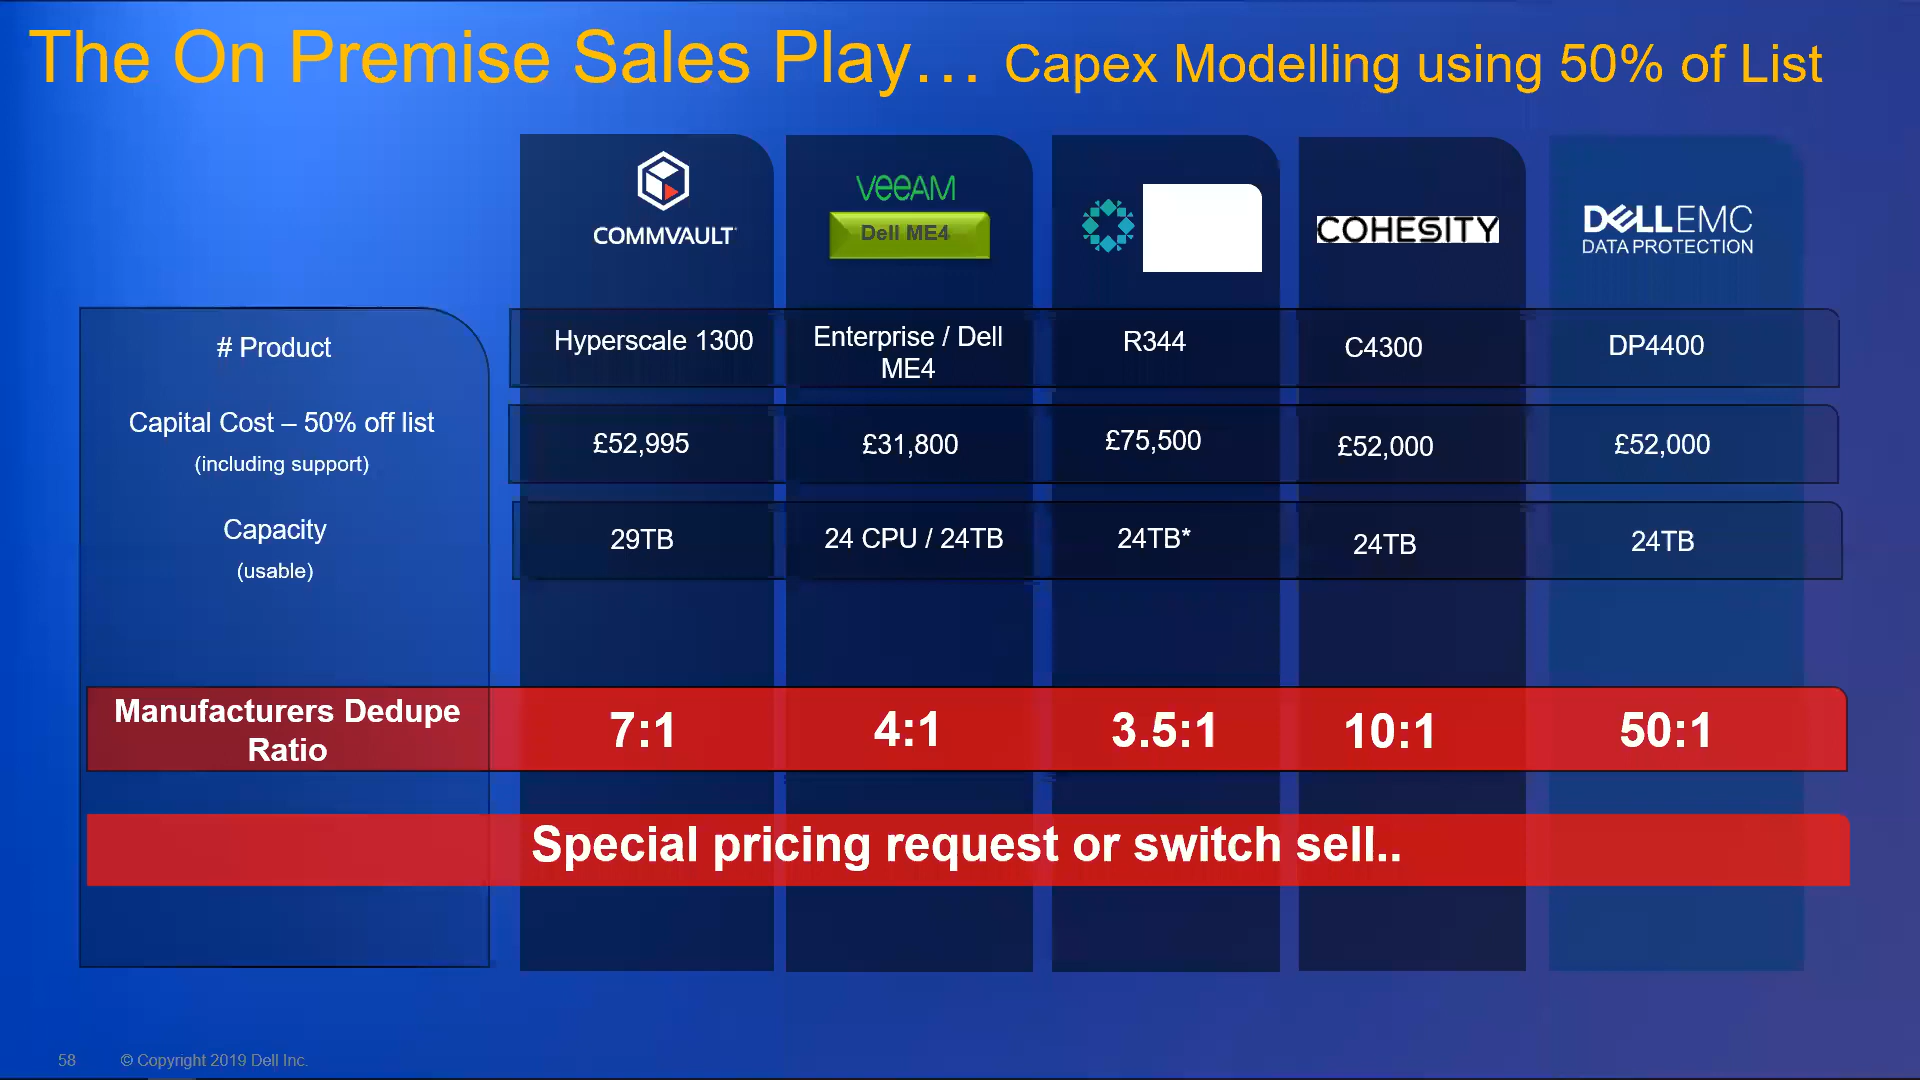 The On Premise Sales Play… Capex Modelling using 50% of List
COMMVAULT
veeAM
Dell ME4
COHESITY
DELLEMC
DATA PROTECTION
# Product
Hyperscale 1300
Enterprise / Dell
ME4
R344
C4300
DP4400
Capital Cost – 50% off list
(including support)
£52,995
£31,800
£75,500
£52,000
£52,000
Capacity
(usable)
29TB
24 CPU / 24TB
24TB*
24TB
24TB
Manufacturers Dedupe
Ratio
7:1
4:1
3.5:1
10:1
50:1
Special pricing request or switch sell..
58
© Copyright 2019 Dell Inc.